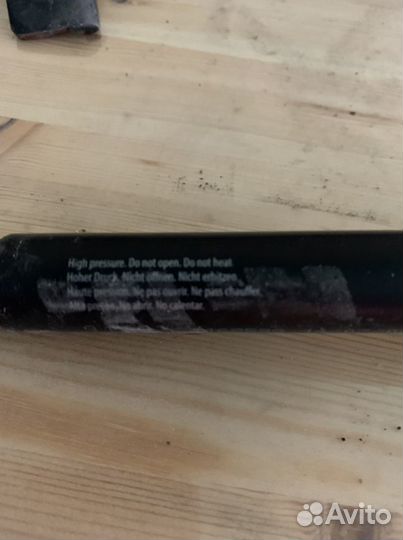 High pressure. Do not open. Do not heat.
Hoher Druck. Nicht öffnen. Nicht erhitzen.
Haute pression. Ne pas ouvrir. Ne pass chauffer.
Alta presión. No abrir. No calentar.
Avito